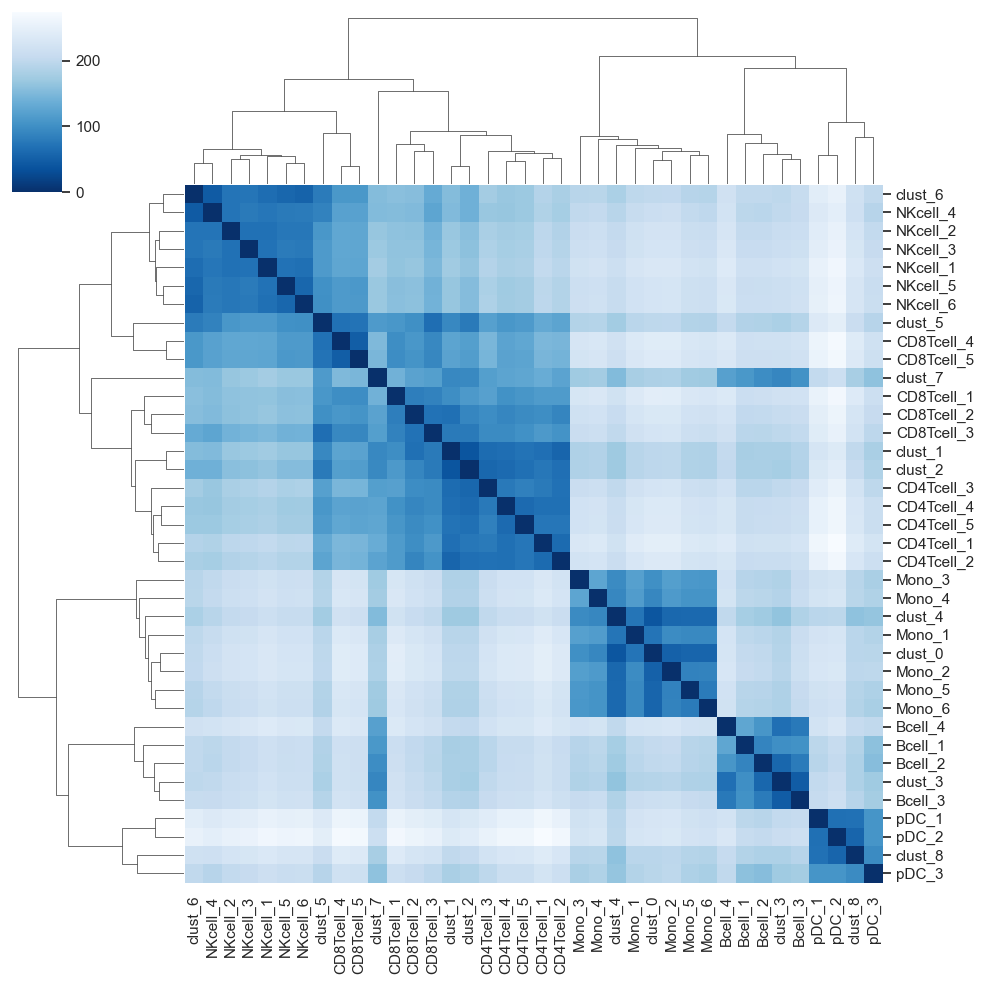 200
100
0
clust_6
NKcell_4
NKcell_2
NKcell_3
NKcell_1
NKcell_5
NKcell_6
clust_5
CD8Tcell_4
CD8Tcell_5
clust_7
CD8Tcell_1
CD8Tcell_2
CD8Tcell_3
clust_1
clust_2
CD4Tcell_3
CD4Tcell_4
CD4Tcell_5
CD4Tcell_1
CD4Tcell_2
Mono_3
Mono_4
clust_4
Mono_1
clust_0
Mono_2
Mono_5
Mono_6
Bcell_4
Bcell_1
Bcell_2
clust_3
Bcell_3
pDC_1
pDC_2
clust_8
pDC_3
clust_6
NKcell_4
NKcell_2
NKcell_3
NKcell_1
NKcell_5
NKcell_6
clust_5
CD8Tcell_4
CD8Tcell_5
clust_7
CD8Tcell_1
CD8Tcell_2
CD8Tcell_3
clust_1
clust_2
CD4Tcell_3
CD4Tcell_4
CD4Tcell_5
CD4Tcell_1
CD4Tcell_2
Mono_3
Mono_4
clust_4
Mono_1
clust_0
Mono_2
Mono_5
Mono_6
Bcell_4
Bcell_1
Bcell_2
clust_3
Bcell_3
pDC_1
pDC_2
clust_8
pDC_3